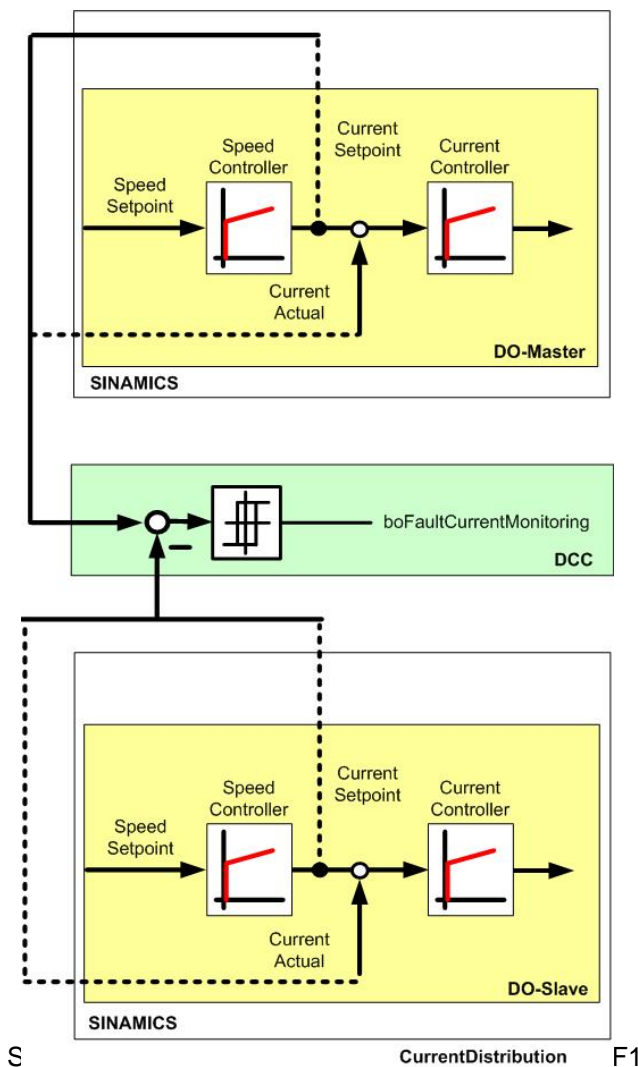 Speed
Controller
Current
Setpoint
Current
Controller
Speed
Setpoint
Current
Actual
DO-Master
SINAMICS
boFaultCurrentMonitoring
DCC
Speed
Controller
Current
Setpoint
Current
Controller
Speed
Setpoint
Current
Actual
DO-Slave
SINAMICS
S
CurrentDistribution
F1